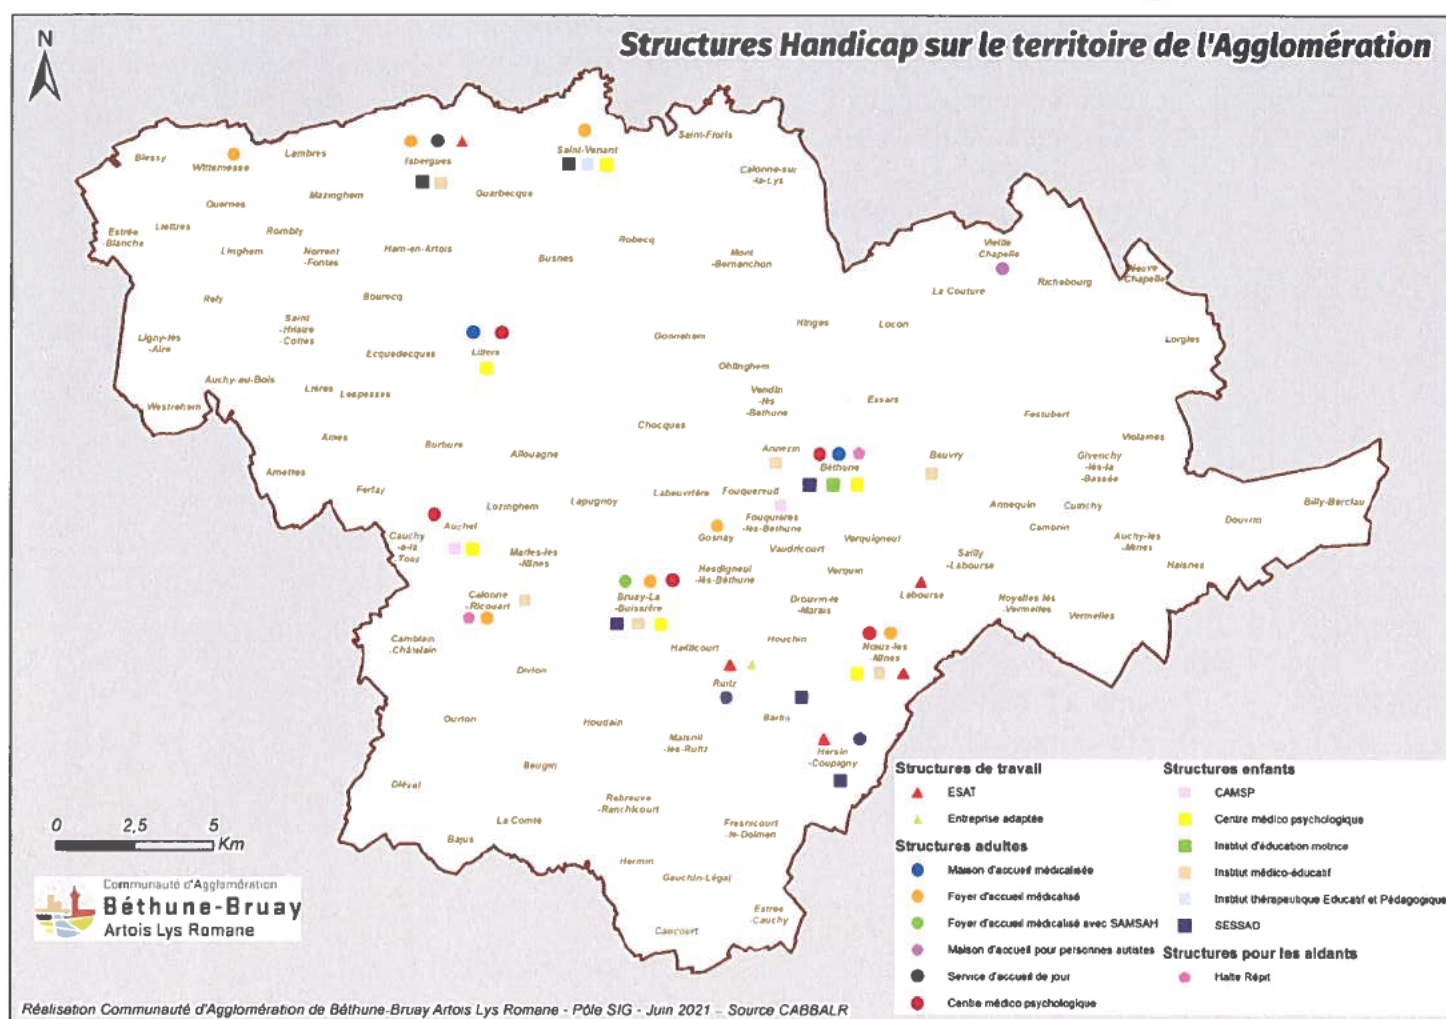 N
Structures Handicap sur le territoire de l'Agglomération
Saint-Floris
Blessy
Lambres
Isbergues
Saint-Venant
Witternesse
Calonne-sur
-la-Lys
Mazinghem
Guarbecque
Quernes
Estrée
-Blanche
Liettres
Rombly
Linghem
Norrent
-Fontes
Ham-en-Artois
Busnes
Robecq
Mont
-Bernanchon
Vieille
Chapelle
Neuve
Chapelle
Richebourg
La Couture
Rely
Bourecq
Saint
-Hilaire
-Cottes
Ligny-lès
-Aire
Ecquedecques
Lillers
Gonnehem
Hinges
Locon
Lorgies
Oblinghem
Auchy-au-Bois
Lières
Lespesses
Vendin
-lès
-Béthune
Essars
Westrehem
Festubert
Chocques
Ames
Burbure
Allouagne
Annezin
Béthune
Beuvry
Violaines
Givenchy
-lès-la
-Bassée
Amettes
Ferfay
Lozinghem
Lapugnoy
Labeuvrière
Fouquereuil
Annequin
Cuinchy
Billy-Berclau
Douvrin
Fouquières
-lès-Béthune
Cambrin
Auchel
Cauchy
-à-la
-Tour
Gosnay
Vaudricourt
Verquigneul
Auchy-les
-Mines
Haisnes
Marles-les
-Mines
Sailly
-Labourse
Hesdigneul
-lès-Béthune
Verquin
Calonne
-Ricouart
Bruay-La
-Buissière
Drouvin-le
-Marais
Labourse
Noyelles lès
-Vermelles
Vermelles
Camblain
-Châtelain
Haillicourt
Houchin
Nœux-les
-Mines
Divion
Ruitz
Ourton
Houdain
Barlin
Maisnil
-lès-Ruitz
Hersin
-Coupigny
Beugin
Diéval
Rebreuve
-Ranchicourt
La Comté
Fresnicourt
-le-Dolmen
Bajus
Hermin
Gauchin-Légal
Estrée
-Cauchy
Caucourt
0 2,5 5
Km
Communauté d'Agglomération
Béthune-Bruay
Artois Lys Romane
Structures de travail
ESAT
Entreprise adaptée
Structures adultes
Maison d'accueil médicalisée
Foyer d'accueil médicalisé
Foyer d'accueil médicalisé avec SAMSAH
Maison d'accueil pour personnes autistes
Service d'accueil de jour
Centre médico psychologique
Structures enfants
CAMSP
Centre médico psychologique
Institut d'éducation motrice
Institut médico-éducatif
Institut thérapeutique Educatif et Pédagogique
SESSAD
Structures pour les aidants
Halte Répit
Réalisation Communauté d'Agglomération de Béthune-Bruay Artois Lys Romane - Pôle SIG - Juin 2021 - Source CABBALR